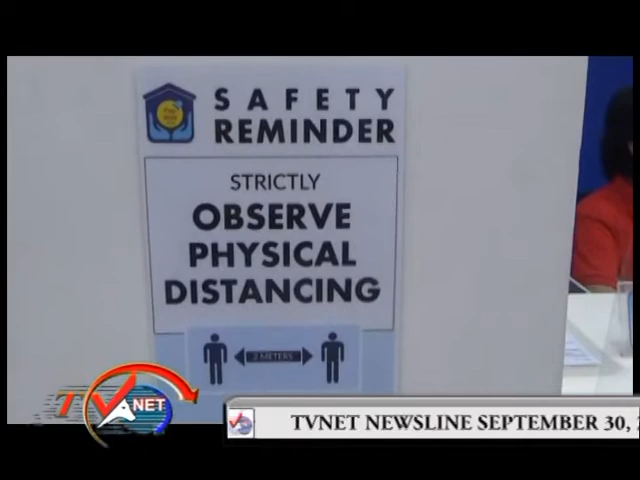 SAFETY
REMINDER
STRICTLY
OBSERVE
PHYSICAL
DISTANCING
2 METERS
TVNET
TVNET NEWSLINE SEPTEMBER 30,